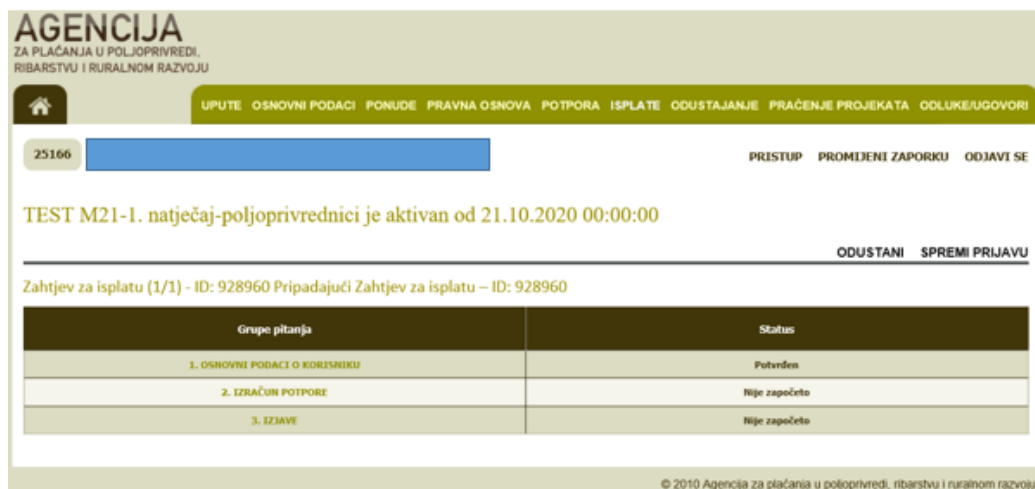 AGENCIJA
ZA PLAĆANJA U POLJOPRIVREDI,
RIBARSTVU I RURALNOM RAZVOJU
UPUTE OSNOVNI PODACI PONUDE PRAVNA OSNOVA POTPORA ISPLATE ODUSTAJANJE PRAĆENJE PROJEKATA ODLUKE/UGOVORI
25166 PRISTUP PROMIJENI ZAPORKU ODJAVI SE
TEST M21-1. natječaj-poljoprivrednici je aktivan od 21.10.2020 00:00:00
ODUSTANI SPREMI PRIJAVU
Zahtjev za isplatu (1/1) - ID: 928960 Pripadajući Zahtjev za isplatu – ID: 928960
Grupe pitanja Status
1. OSNOVNI PODACI O KORISNIKU Potvrđen
2. IZRAČUN POTPORE Nije započeto
3. IZJAVE Nije započeto
© 2010 Agencija za plaćanja u poljoprivredi, ribarstvu i ruralnom razvoju